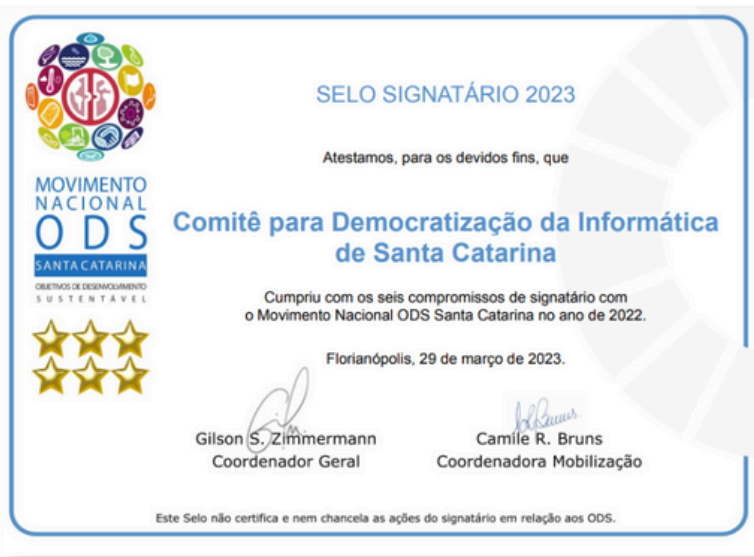 SELO SIGNATÁRIO 2023
Atestamos, para os devidos fins, que
MOVIMENTO
NACIONAL
ODS
SANTA CATARINA
OBJETIVOS DE DESENVOLVIMENTO
SUSTENTÁVEL
Comitê para Democratização da Informática
de Santa Catarina
Cumpriu com os seis compromissos de signatário com
o Movimento Nacional ODS Santa Catarina no ano de 2022.
Florianópolis, 29 de março de 2023.
Gilson S. Zimmermann
Coordenador Geral
Camile R. Bruns
Coordenadora Mobilização
Este Selo não certifica e nem chancela as ações do signatário em relação aos ODS.